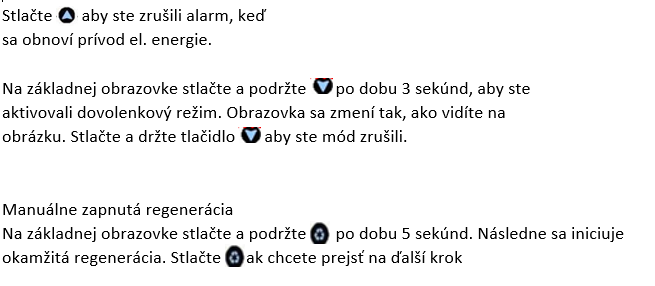 Stlačte aby ste zrušili alarm, keď
sa obnoví prívod el. energie.
Na základnej obrazovke stlačte a podržte po dobu 3 sekúnd, aby ste
aktivovali dovolenkový režim. Obrazovka sa zmení tak, ako vidíte na
obrázku. Stlačte a držte tlačidlo aby ste mód zrušili.
Manuálne zapnutá regenerácia
Na základnej obrazovke stlačte a podržte po dobu 5 sekúnd. Následne sa iniciuje
okamžitá regenerácia. Stlačte ak chcete prejsť na ďalší krok